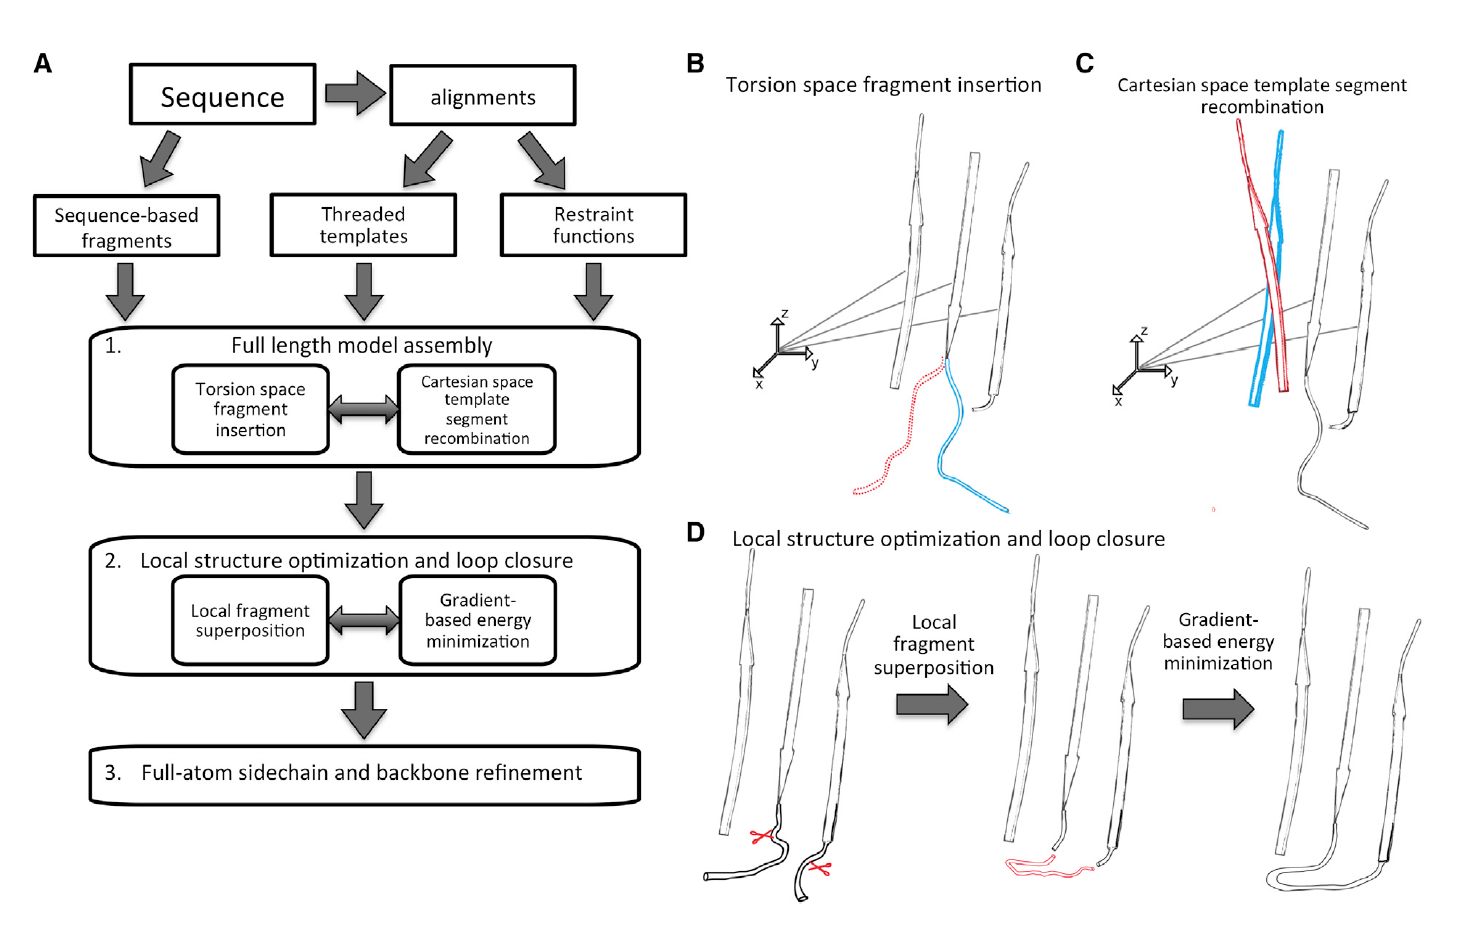 A
Sequence
alignments
Sequence-based
fragments
Threaded
templates
Restraint
functions
1.
Full length model assembly
Torsion space
fragment
insertion
Cartesian space
template
segment
recombination
2.
Local structure optimization and loop closure
Local fragment
superposition
Gradient-
based energy
minimization
3.
Full-atom sidechain and backbone refinement
B
Torsion space fragment insertion
z
y
x
C
Cartesian space template segment
recombination
z
y
x
D
Local structure optimization and loop closure
Local
fragment
superposition
Gradient-
based energy
minimization